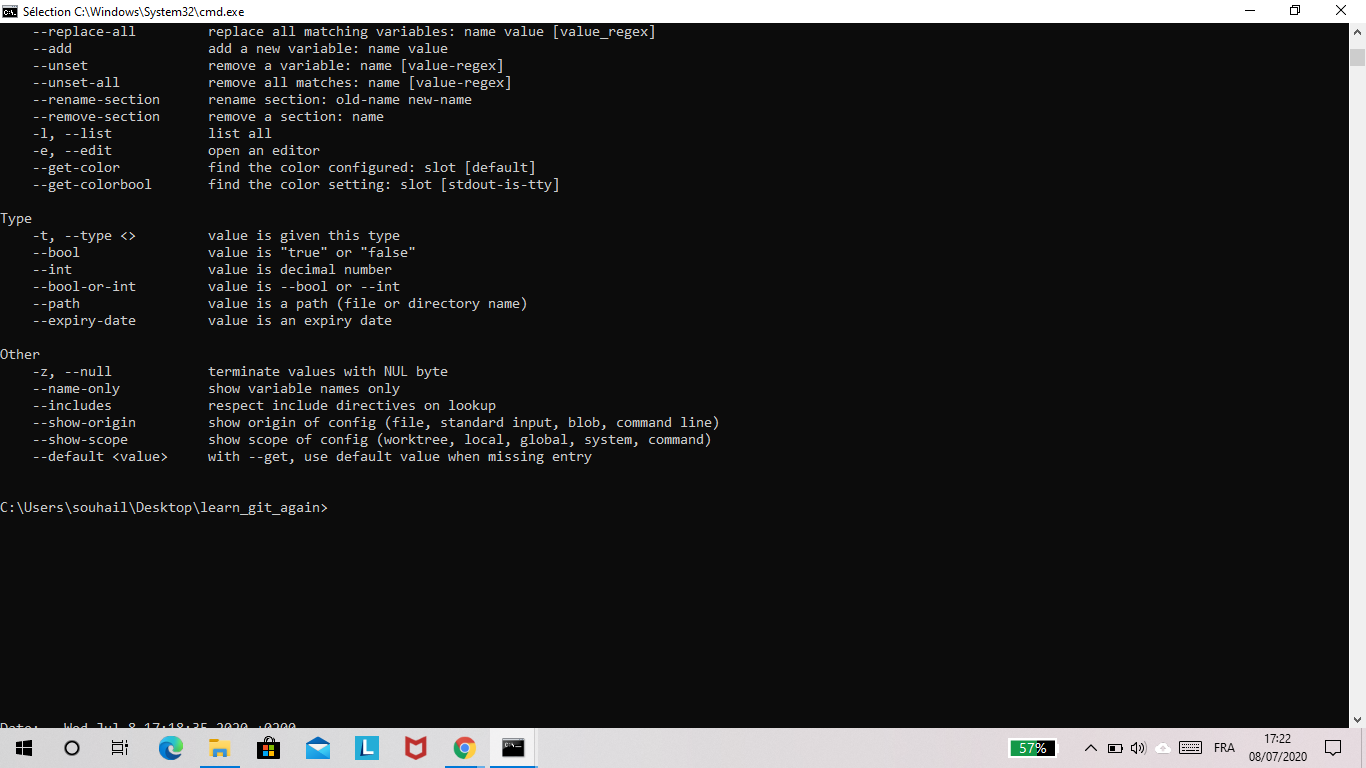 Sélection C:\Windows\System32\cmd.exe
--replace-all replace all matching variables: name value [value_regex]
--add add a new variable: name value
--unset remove a variable: name [value-regex]
--unset-all remove all matches: name [value-regex]
--rename-section rename section: old-name new-name
--remove-section remove a section: name
-l, --list list all
-e, --edit open an editor
--get-color find the color configured: slot [default]
--get-colorbool find the color setting: slot [stdout-is-tty]
Type
-t, --type <> value is given this type
--bool value is "true" or "false"
--int value is decimal number
--bool-or-int value is --bool or --int
--path value is a path (file or directory name)
--expiry-date value is an expiry date
Other
-z, --null terminate values with NUL byte
--name-only show variable names only
--includes respect include directives on lookup
--show-origin show origin of config (file, standard input, blob, command line)
--show-scope show scope of config (worktree, local, global, system, command)
--default <value> with --get, use default value when missing entry
C:\Users\souhail\Desktop\learn_git_again>
Date: Wed Jul 8 17:18:35 2020 +0200
L
57%
FRA
17:22
08/07/2020